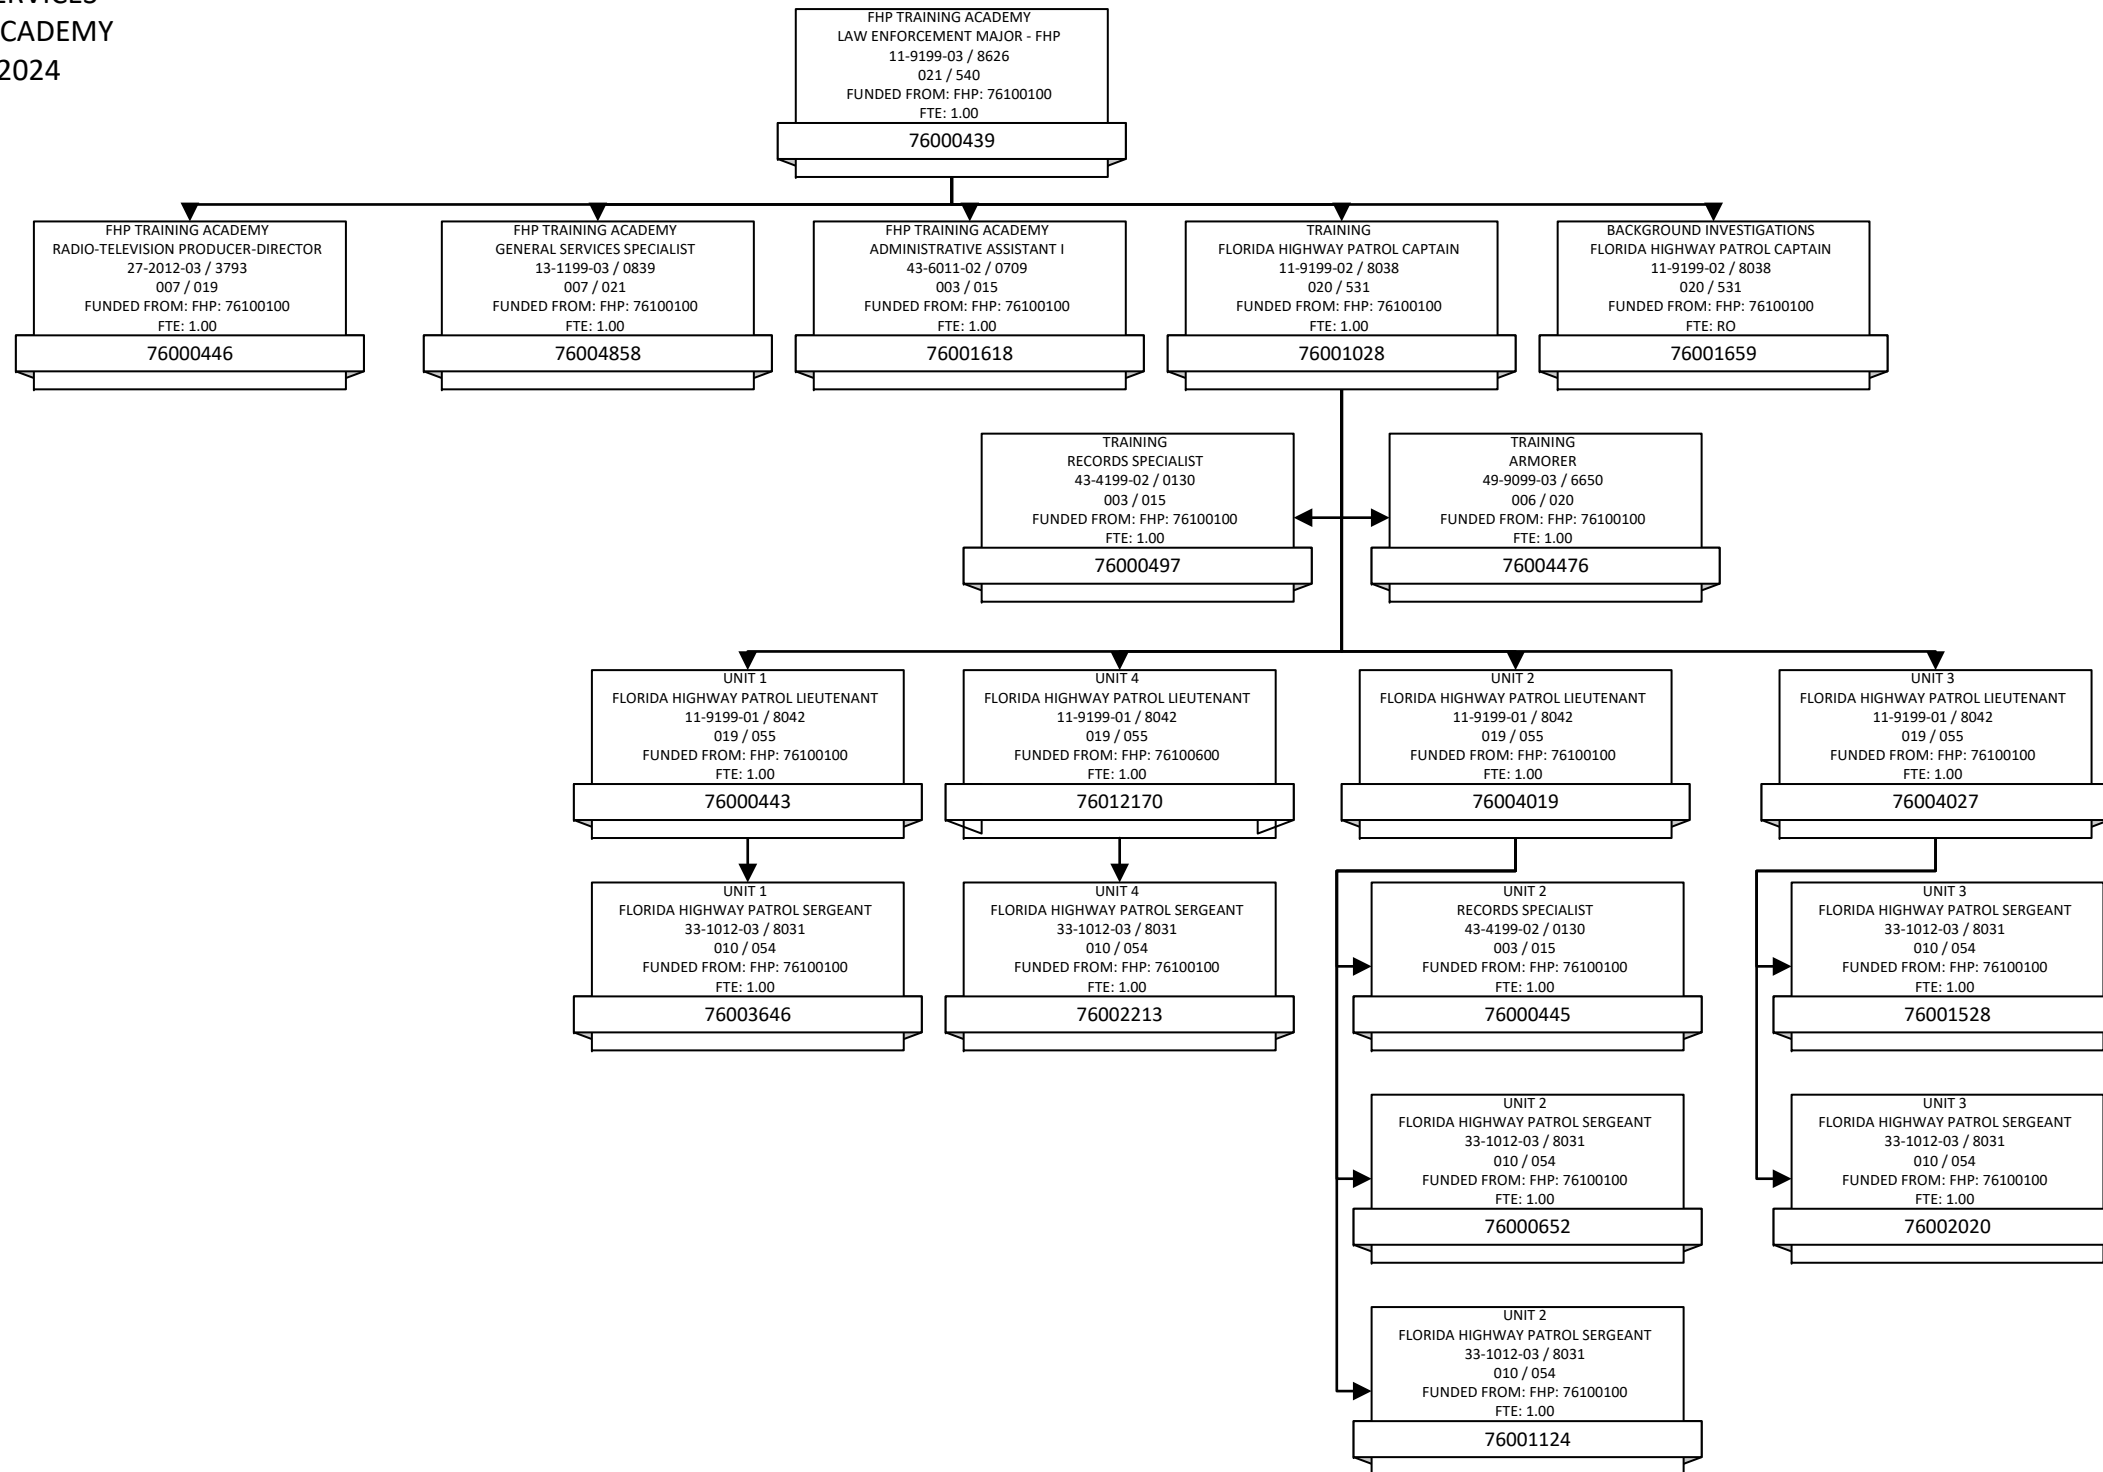 CADEMY
2024
FHP TRAINING ACADEMY
LAW ENFORCEMENT MAJOR - FHP
11-9199-03 / 8626
021 / 540
FUNDED FROM: FHP: 76100100
FTE: 1.00
76000439
FHP TRAINING ACADEMY
RADIO-TELEVISION PRODUCER-DIRECTOR
27-2012-03 / 3793
007 / 019
FUNDED FROM: FHP: 76100100
FTE: 1.00
76000446
FHP TRAINING ACADEMY
GENERAL SERVICES SPECIALIST
13-1199-03 / 0839
007 / 021
FUNDED FROM: FHP: 76100100
FTE: 1.00
76004858
FHP TRAINING ACADEMY
ADMINISTRATIVE ASSISTANT I
43-6011-02 / 0709
003 / 015
FUNDED FROM: FHP: 76100100
FTE: 1.00
76001618
TRAINING
FLORIDA HIGHWAY PATROL CAPTAIN
11-9199-02 / 8038
020 / 531
FUNDED FROM: FHP: 76100100
FTE: 1.00
76001028
BACKGROUND INVESTIGATIONS
FLORIDA HIGHWAY PATROL CAPTAIN
11-9199-02 / 8038
020 / 531
FUNDED FROM: FHP: 76100100
FTE: RO
76001659
TRAINING
RECORDS SPECIALIST
43-4199-02 / 0130
003 / 015
FUNDED FROM: FHP: 76100100
FTE: 1.00
76000497
TRAINING
ARMORER
49-9099-03 / 6650
006 / 020
FUNDED FROM: FHP: 76100100
FTE: 1.00
76004476
UNIT 1
FLORIDA HIGHWAY PATROL LIEUTENANT
11-9199-01 / 8042
019 / 055
FUNDED FROM: FHP: 76100100
FTE: 1.00
76000443
UNIT 4
FLORIDA HIGHWAY PATROL LIEUTENANT
11-9199-01 / 8042
019 / 055
FUNDED FROM: FHP: 76100600
FTE: 1.00
76012170
UNIT 2
FLORIDA HIGHWAY PATROL LIEUTENANT
11-9199-01 / 8042
019 / 055
FUNDED FROM: FHP: 76100100
FTE: 1.00
76004019
UNIT 3
FLORIDA HIGHWAY PATROL LIEUTENANT
11-9199-01 / 8042
019 / 055
FUNDED FROM: FHP: 76100100
FTE: 1.00
76004027
UNIT 1
FLORIDA HIGHWAY PATROL SERGEANT
33-1012-03 / 8031
010 / 054
FUNDED FROM: FHP: 76100100
FTE: 1.00
76003646
UNIT 4
FLORIDA HIGHWAY PATROL SERGEANT
33-1012-03 / 8031
010 / 054
FUNDED FROM: FHP: 76100100
FTE: 1.00
76002213
UNIT 2
RECORDS SPECIALIST
43-4199-02 / 0130
003 / 015
FUNDED FROM: FHP: 76100100
FTE: 1.00
76000445
UNIT 3
FLORIDA HIGHWAY PATROL SERGEANT
33-1012-03 / 8031
010 / 054
FUNDED FROM: FHP: 76100100
FTE: 1.00
76001528
UNIT 2
FLORIDA HIGHWAY PATROL SERGEANT
33-1012-03 / 8031
010 / 054
FUNDED FROM: FHP: 76100100
FTE: 1.00
76000652
UNIT 3
FLORIDA HIGHWAY PATROL SERGEANT
33-1012-03 / 8031
010 / 054
FUNDED FROM: FHP: 76100100
FTE: 1.00
76002020
UNIT 2
FLORIDA HIGHWAY PATROL SERGEANT
33-1012-03 / 8031
010 / 054
FUNDED FROM: FHP: 76100100
FTE: 1.00
76001124